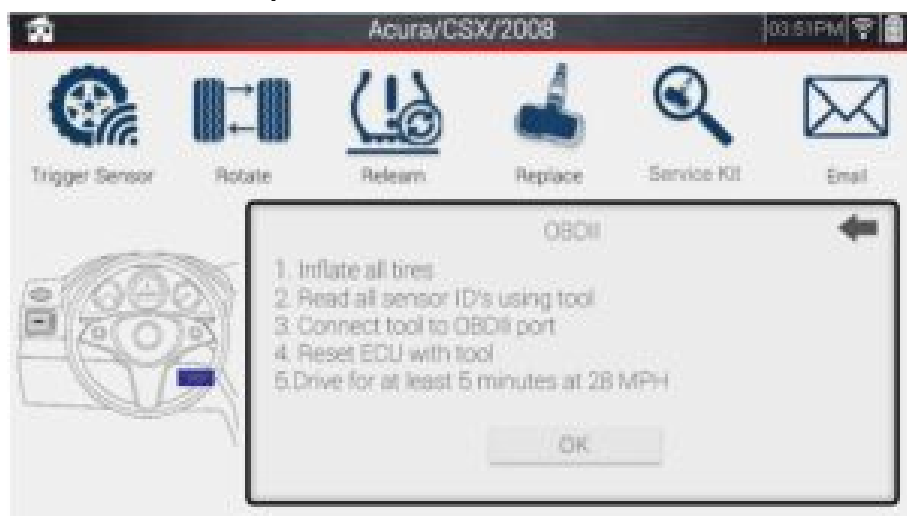 Acura/CSX/2008
03:51PM
Trigger Sensor
Rotate
Relearn
Replace
Service Kit
Email
OBDII
1. Inflate all tires
2. Read all sensor ID's using tool
3. Connect tool to OBDII port
4. Reset ECU with tool
5.Drive for at least 5 minutes at 28 MPH
OK